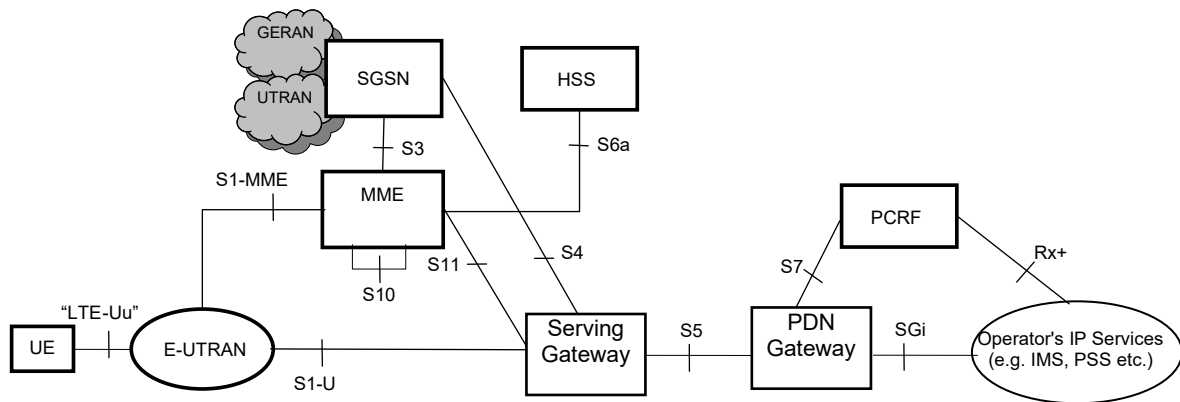 GERAN
SGSN
HSS
UTRAN
S3
S6a
S1-MME
MME
PCRF
S11
S4
S7
Rx+
S10
“LTE-Uu”
UE
E-UTRAN
S1-U
Serving
Gateway
S5
PDN
Gateway
SGi
Operator's IP Services
(e.g. IMS, PSS etc.)